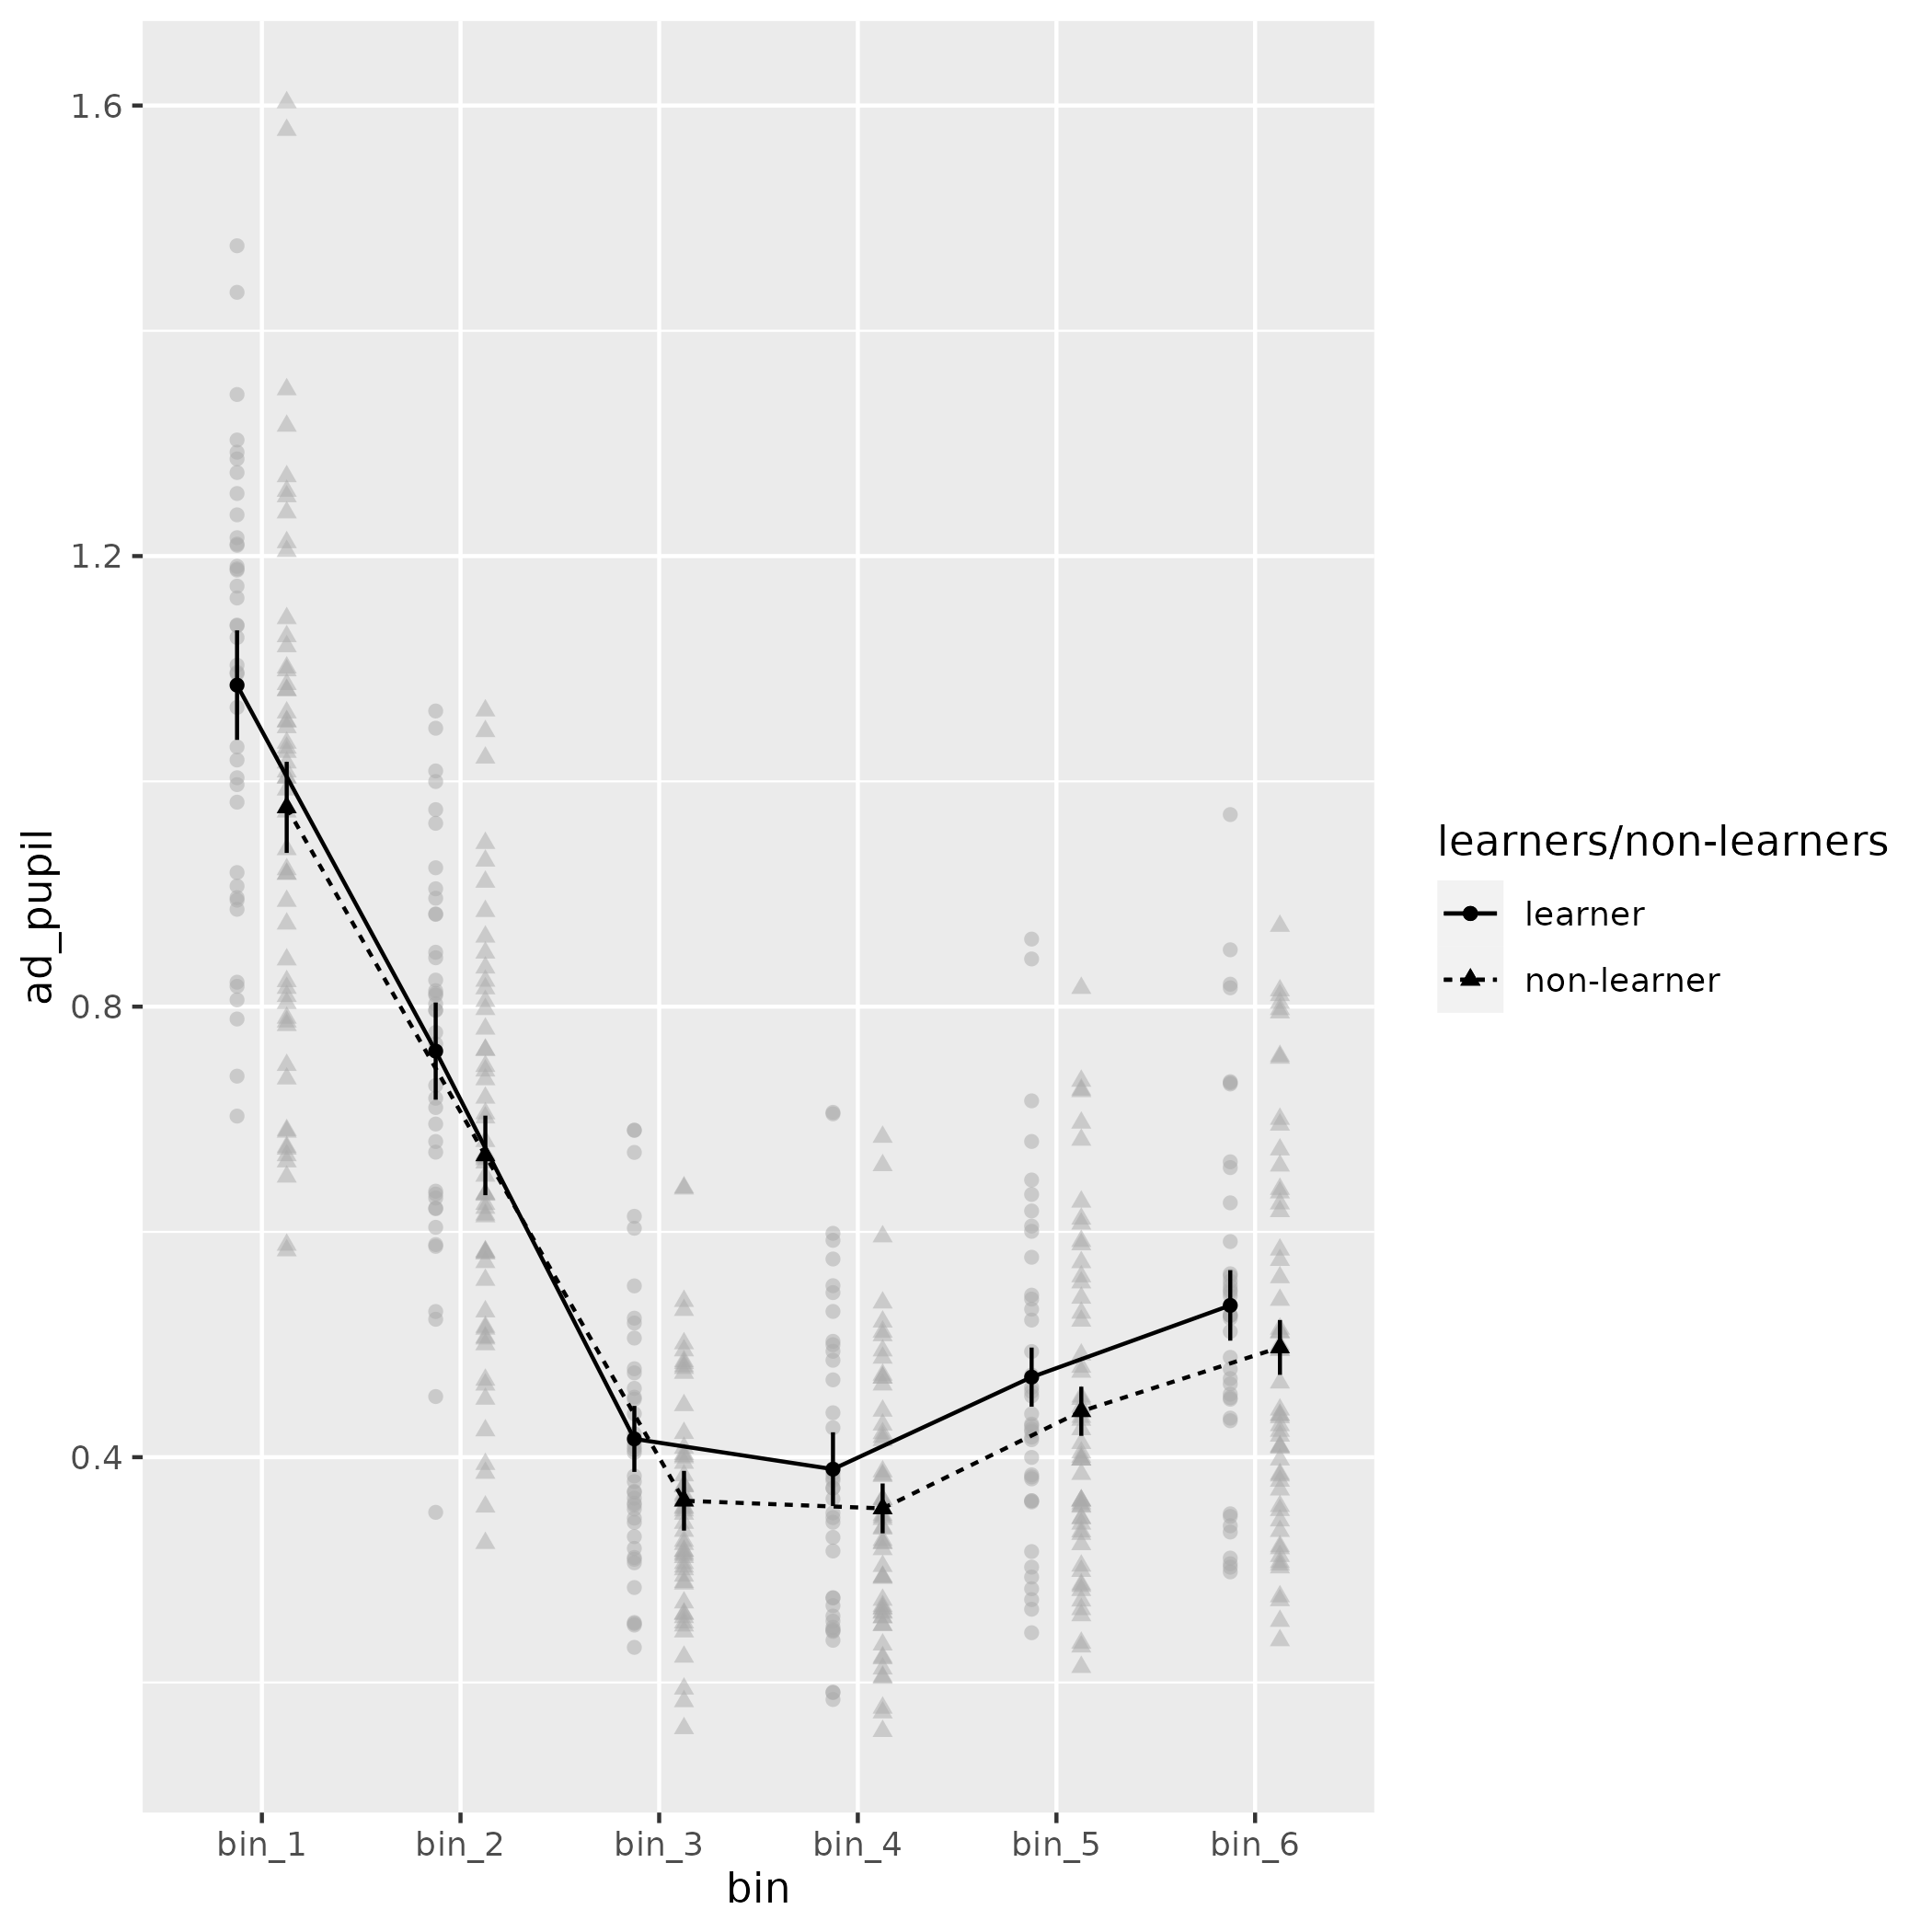 1.6
1.2
0.8
0.4
ad_pupil
bin_1 bin_2 bin_3 bin_4 bin_5 bin_6
bin
learners/non-learners
learner
non-learner